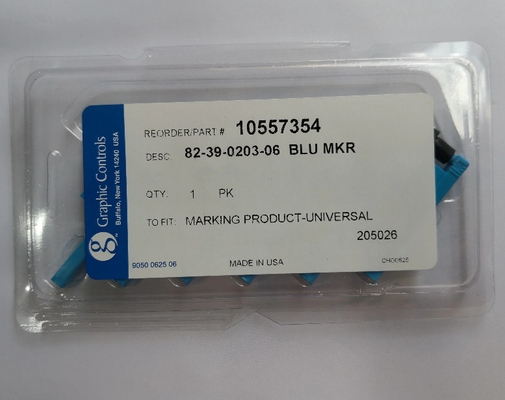 g™ Graphic Controls
Buffalo, New York 14240 USA
REORDER/PART # 10557354
DESC: 82-39-0203-06 BLU MKR
QTY. 1 PK
TO FIT: MARKING PRODUCT-UNIVERSAL
205026
9050 0625 06 MADE IN USA